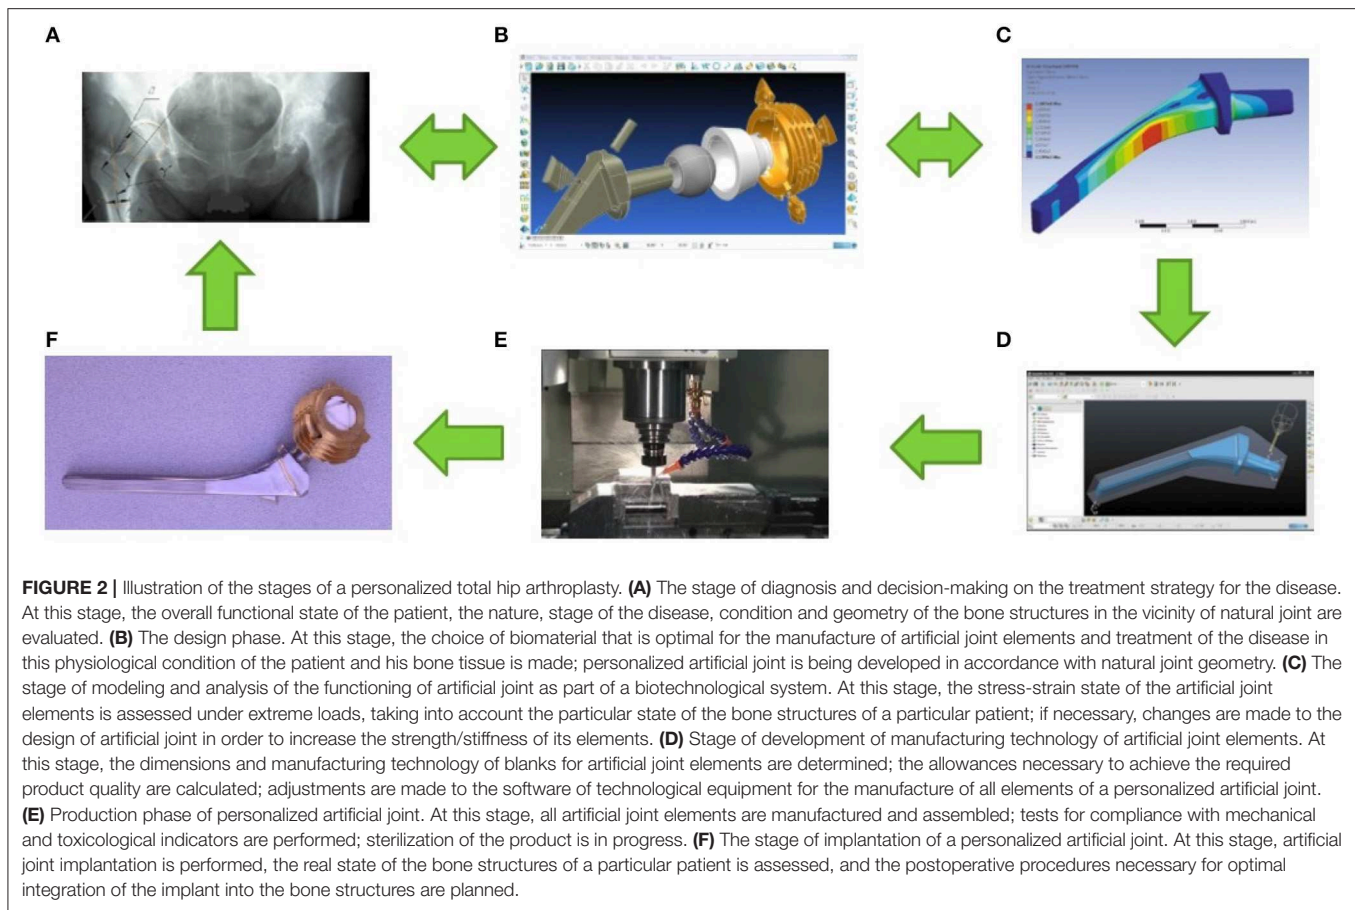 A
B
C
F
E
D
FIGURE 2 | Illustration of the stages of a personalized total hip arthroplasty. (A) The stage of diagnosis and decision-making on the treatment strategy for the disease.
At this stage, the overall functional state of the patient, the nature, stage of the disease, condition and geometry of the bone structures in the vicinity of natural joint are
evaluated. (B) The design phase. At this stage, the choice of biomaterial that is optimal for the manufacture of artificial joint elements and treatment of the disease in
this physiological condition of the patient and his bone tissue is made; personalized artificial joint is being developed in accordance with natural joint geometry. (C) The
stage of modeling and analysis of the functioning of artificial joint as part of a biotechnological system. At this stage, the stress-strain state of the artificial joint
elements is assessed under extreme loads, taking into account the particular state of the bone structures of a particular patient; if necessary, changes are made to the
design of artificial joint in order to increase the strength/stiffness of its elements. (D) Stage of development of manufacturing technology of artificial joint elements. At
this stage, the dimensions and manufacturing technology of blanks for artificial joint elements are determined; the allowances necessary to achieve the required
product quality are calculated; adjustments are made to the software of technological equipment for the manufacture of all elements of a personalized artificial joint.
(E) Production phase of personalized artificial joint. At this stage, all artificial joint elements are manufactured and assembled; tests for compliance with mechanical
and toxicological indicators are performed; sterilization of the product is in progress. (F) The stage of implantation of a personalized artificial joint. At this stage, artificial
joint implantation is performed, the real state of the bone structures of a particular patient is assessed, and the postoperative procedures necessary for optimal
integration of the implant into the bone structures are planned.